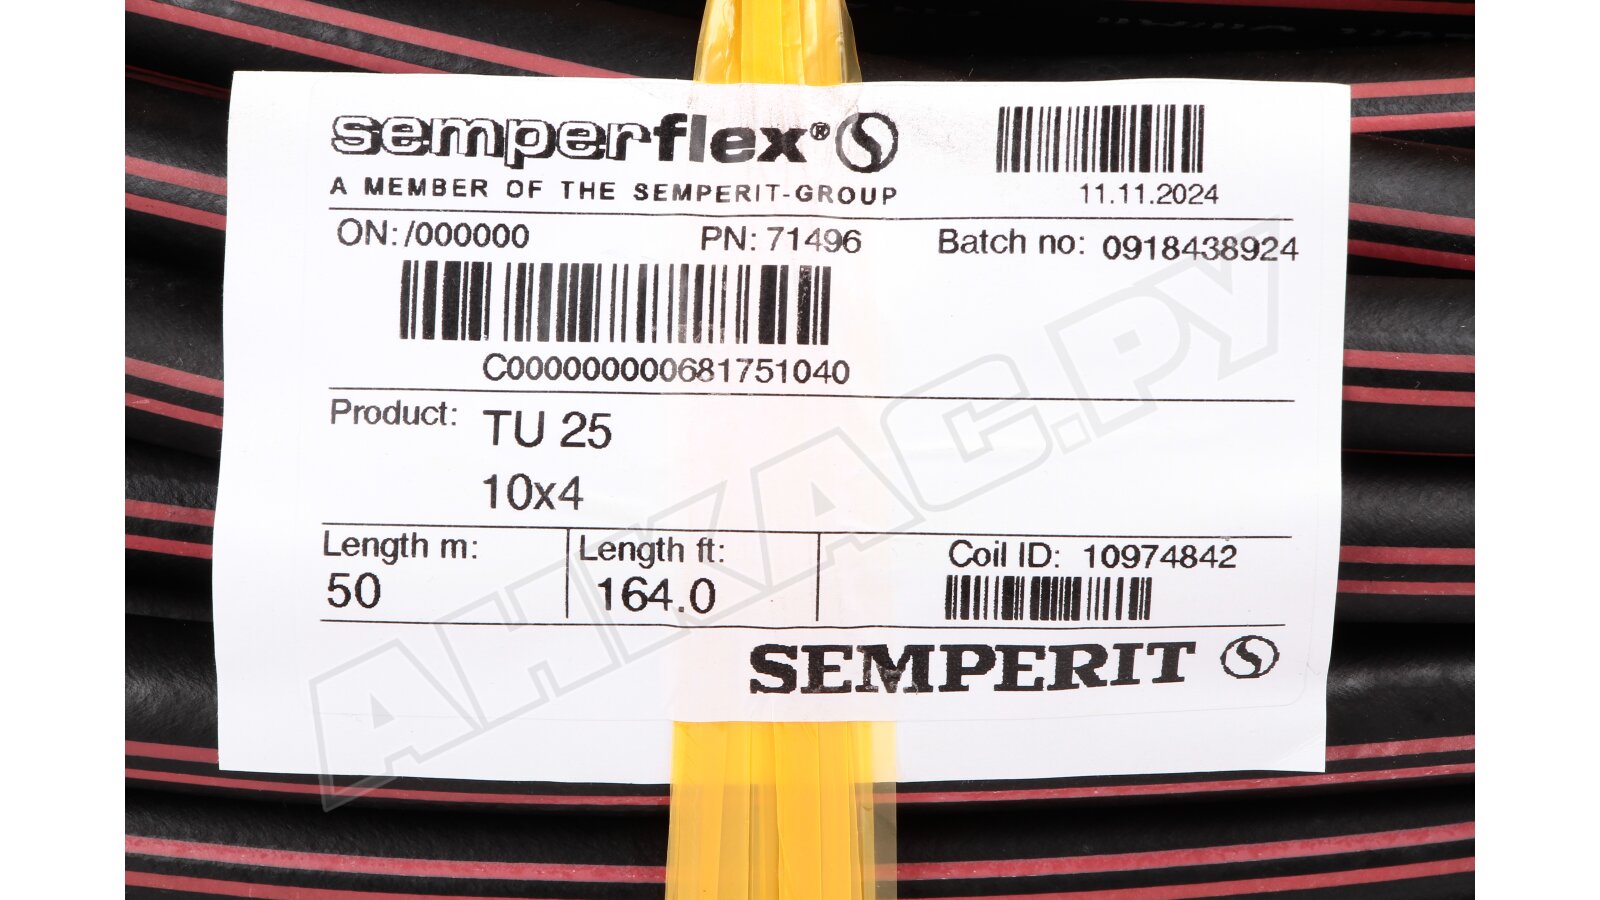 semperflex®
A MEMBER OF THE SEMPERIT-GROUP
11.11.2024
ON: /000000 PN: 71496 Batch no: 0918438924
C0000000000681751040
Product: TU 25
10x4
Length m: 50
Length ft: 164.0
Coil ID: 10974842
SEMPERIT
АНКАС.РУ